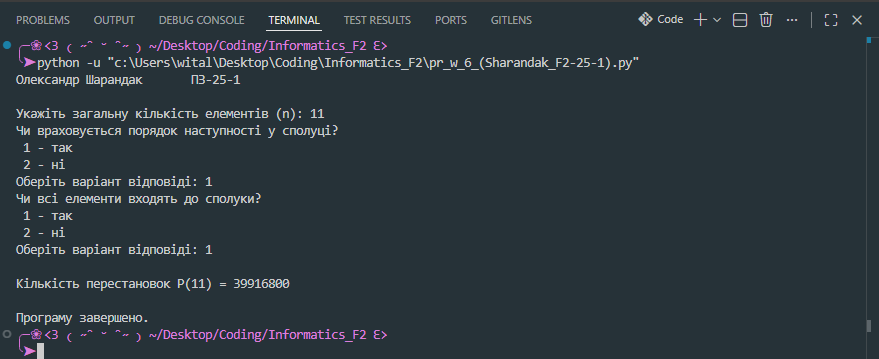 PROBLEMS OUTPUT DEBUG CONSOLE TERMINAL TEST RESULTS PORTS GITLENS Code
╭─❀<3 ( ~ˆ ᵕ ˆ~ ) ~/Desktop/Coding/Informatics_F2 Ɛ>
╰─➤python -u "c:\Users\wital\Desktop\Coding\Informatics_F2\pr_w_6_(Sharandak_F2-25-1).py"
Олександр Шарандак ПЗ-25-1
Укажіть загальну кількість елементів (n): 11
Чи враховується порядок наступності у сполуці?
1 - так
2 - ні
Оберіть варіант відповіді: 1
Чи всі елементи входять до сполуки?
1 - так
2 - ні
Оберіть варіант відповіді: 1
Кількість перестановок P(11) = 39916800
Програму завершено.
╭─❀<3 ( ~ˆ ᵕ ˆ~ ) ~/Desktop/Coding/Informatics_F2 Ɛ>
╰─➤